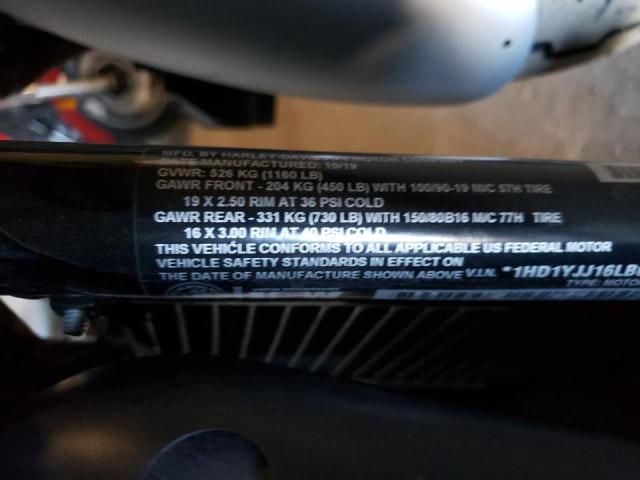 MFD. BY HARLEY-DAVIDSON MOTOR COMPANY
DATE MANUFACTURED: 10/19
GVWR: 526 KG (1160 LB)
GAWR FRONT - 204 KG (450 LB) WITH 100/90-19 M/C 57H TIRE
19 X 2.50 RIM AT 36 PSI COLD
GAWR REAR - 331 KG (730 LB) WITH 150/80B16 M/C 77H TIRE
16 X 3.00 RIM AT 40 PSI COLD
THIS VEHICLE CONFORMS TO ALL APPLICABLE US FEDERAL MOTOR
VEHICLE SAFETY STANDARDS IN EFFECT ON
THE DATE OF MANUFACTURE SHOWN ABOVE V.I.N. *1HD1YJJ16LB
TYPE: MOTO